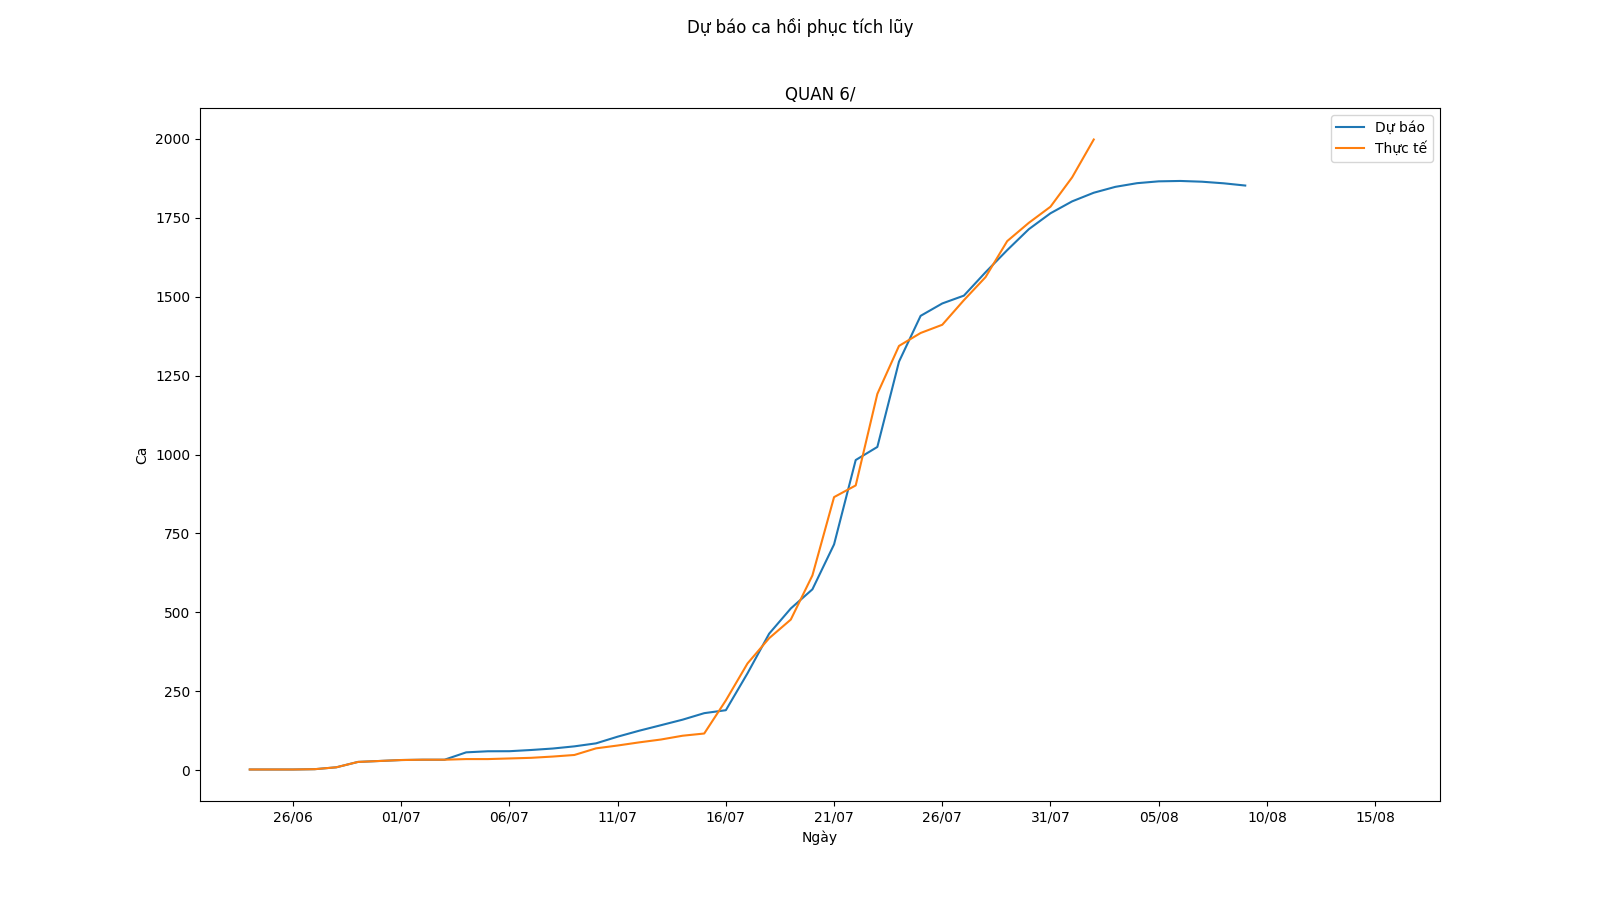 Dự báo ca hồi phục tích lũy
QUAN 6/
Dự báo
Thực tế
2000
1750
1500
1250
1000
750
500
250
0
Ca
26/06 01/07 06/07 11/07 16/07 21/07 26/07 31/07 05/08 10/08 15/08
Ngày